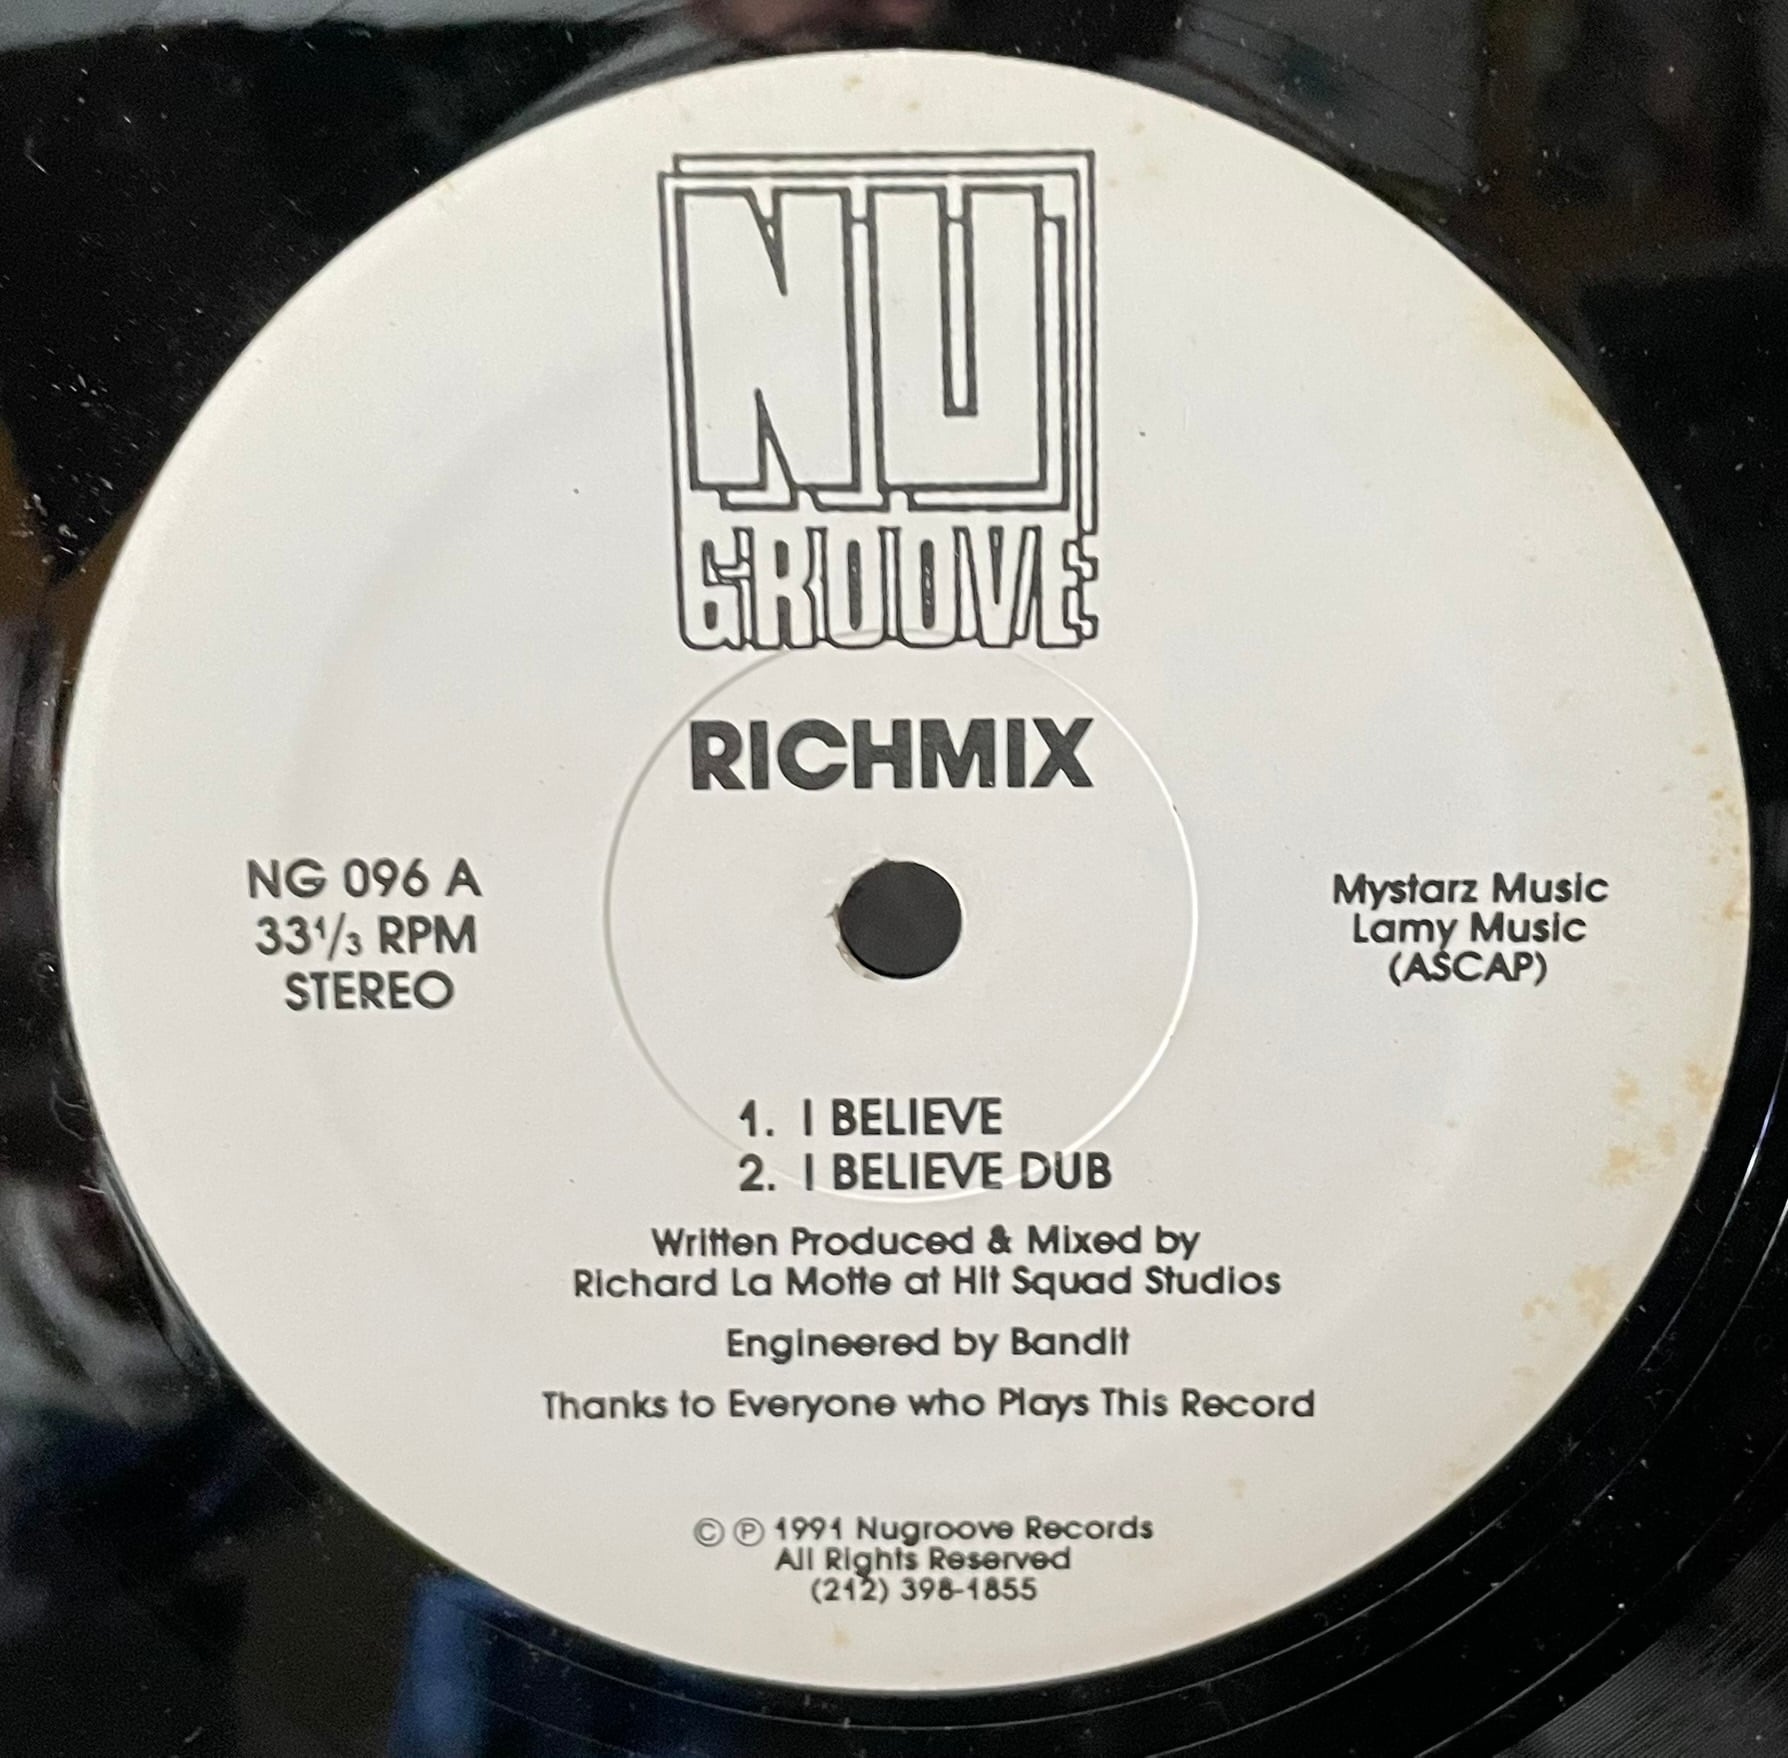 NU
GROOVE
RICHMIX
NG 096 A
33⅓ RPM
STEREO
Mystarz Music
Lamy Music
(ASCAP)
1. I BELIEVE
2. I BELIEVE DUB
Written Produced & Mixed by
Richard La Motte at Hit Squad Studios
Engineered by Bandit
Thanks to Everyone who Plays This Record
© ℗ 1991 Nugroove Records
All Rights Reserved
(212) 398-1855